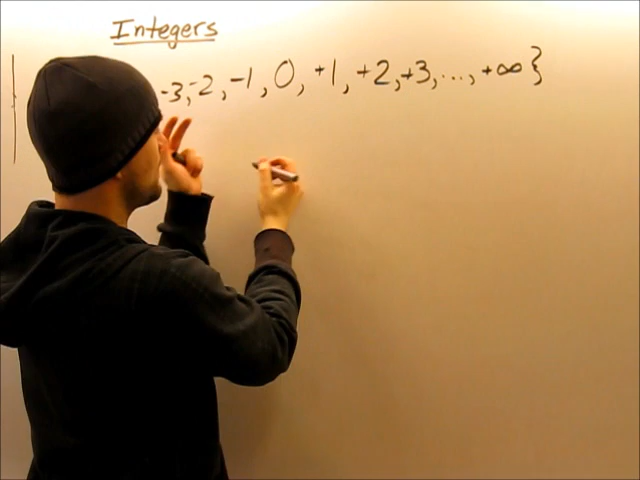 Integers
-3, -2, -1, 0, +1, +2, +3, ..., +∞}